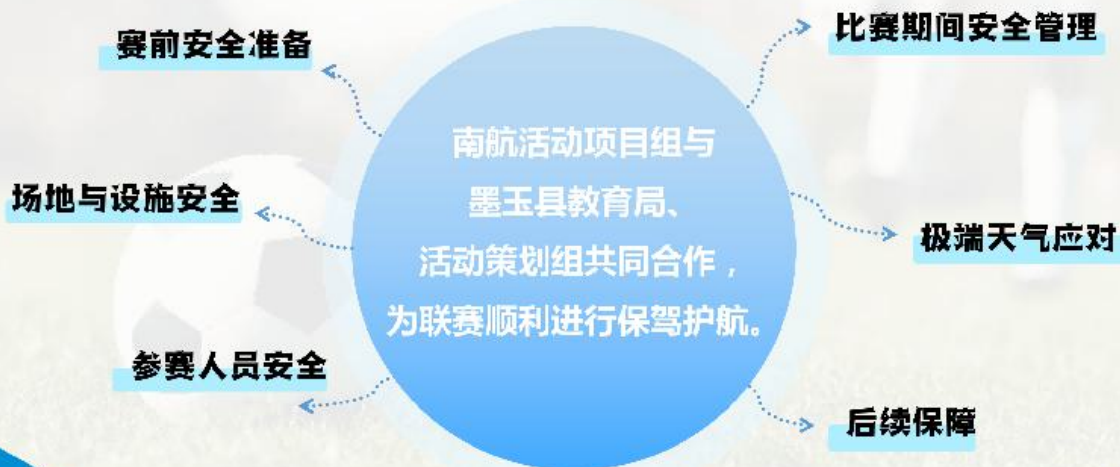 赛前安全准备
场地与设施安全
参赛人员安全
南航活动项目组与
墨玉县教育局、
活动策划组共同合作，
为联赛顺利进行保驾护航。
比赛期间安全管理
极端天气应对
后续保障